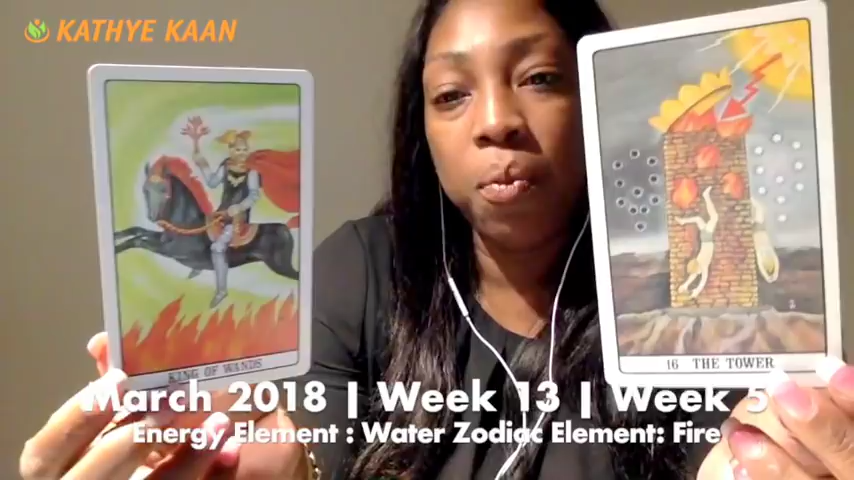 KATHYE KAAN
KING OF WANDS
16 THE TOWER
March 2018 | Week 13 | Week 5
Energy Element : Water Zodiac Element: Fire